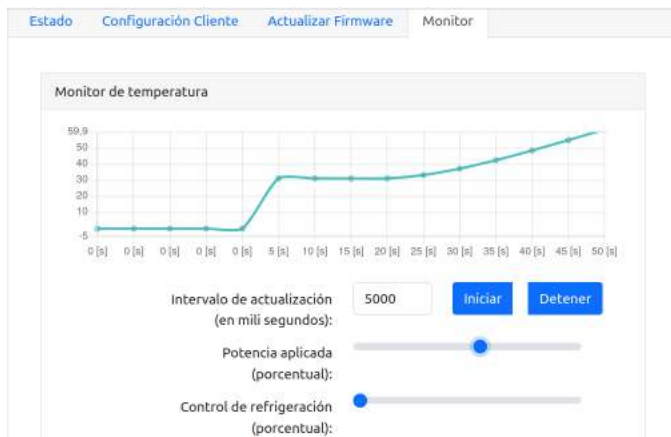 Estado Configuración Cliente Actualizar Firmware Monitor
Monitor de temperatura
59,9
50
40
30
20
10
-5
0 [s] 0 [s] 0 [s] 0 [s] 0 [s] 5 [s] 10 [s] 15 [s] 20 [s] 25 [s] 30 [s] 35 [s] 40 [s] 45 [s] 50 [s]
Intervalo de actualización 5000 Iniciar Detener
(en mili segundos):
Potencia aplicada
(porcentual):
Control de refrigeración
(porcentual):